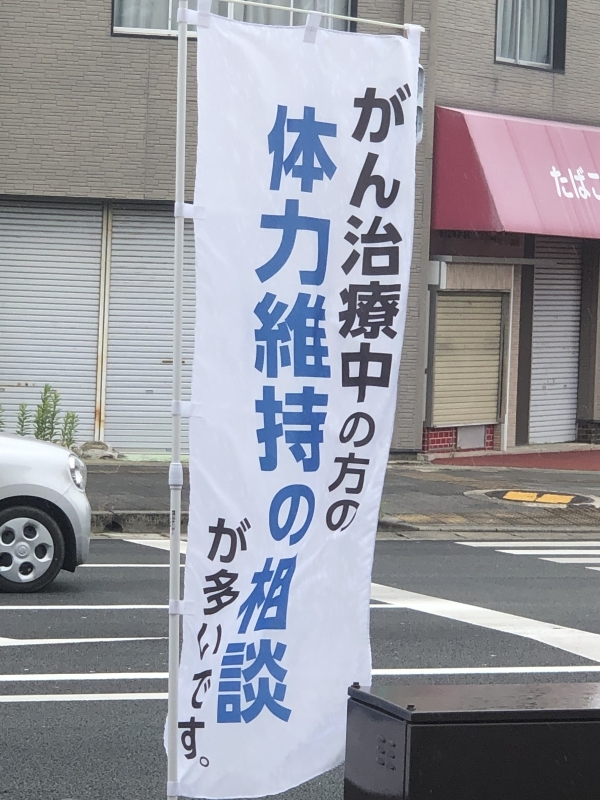 がん治療中の方の
体力維持の相談
が多いです。
たばこ